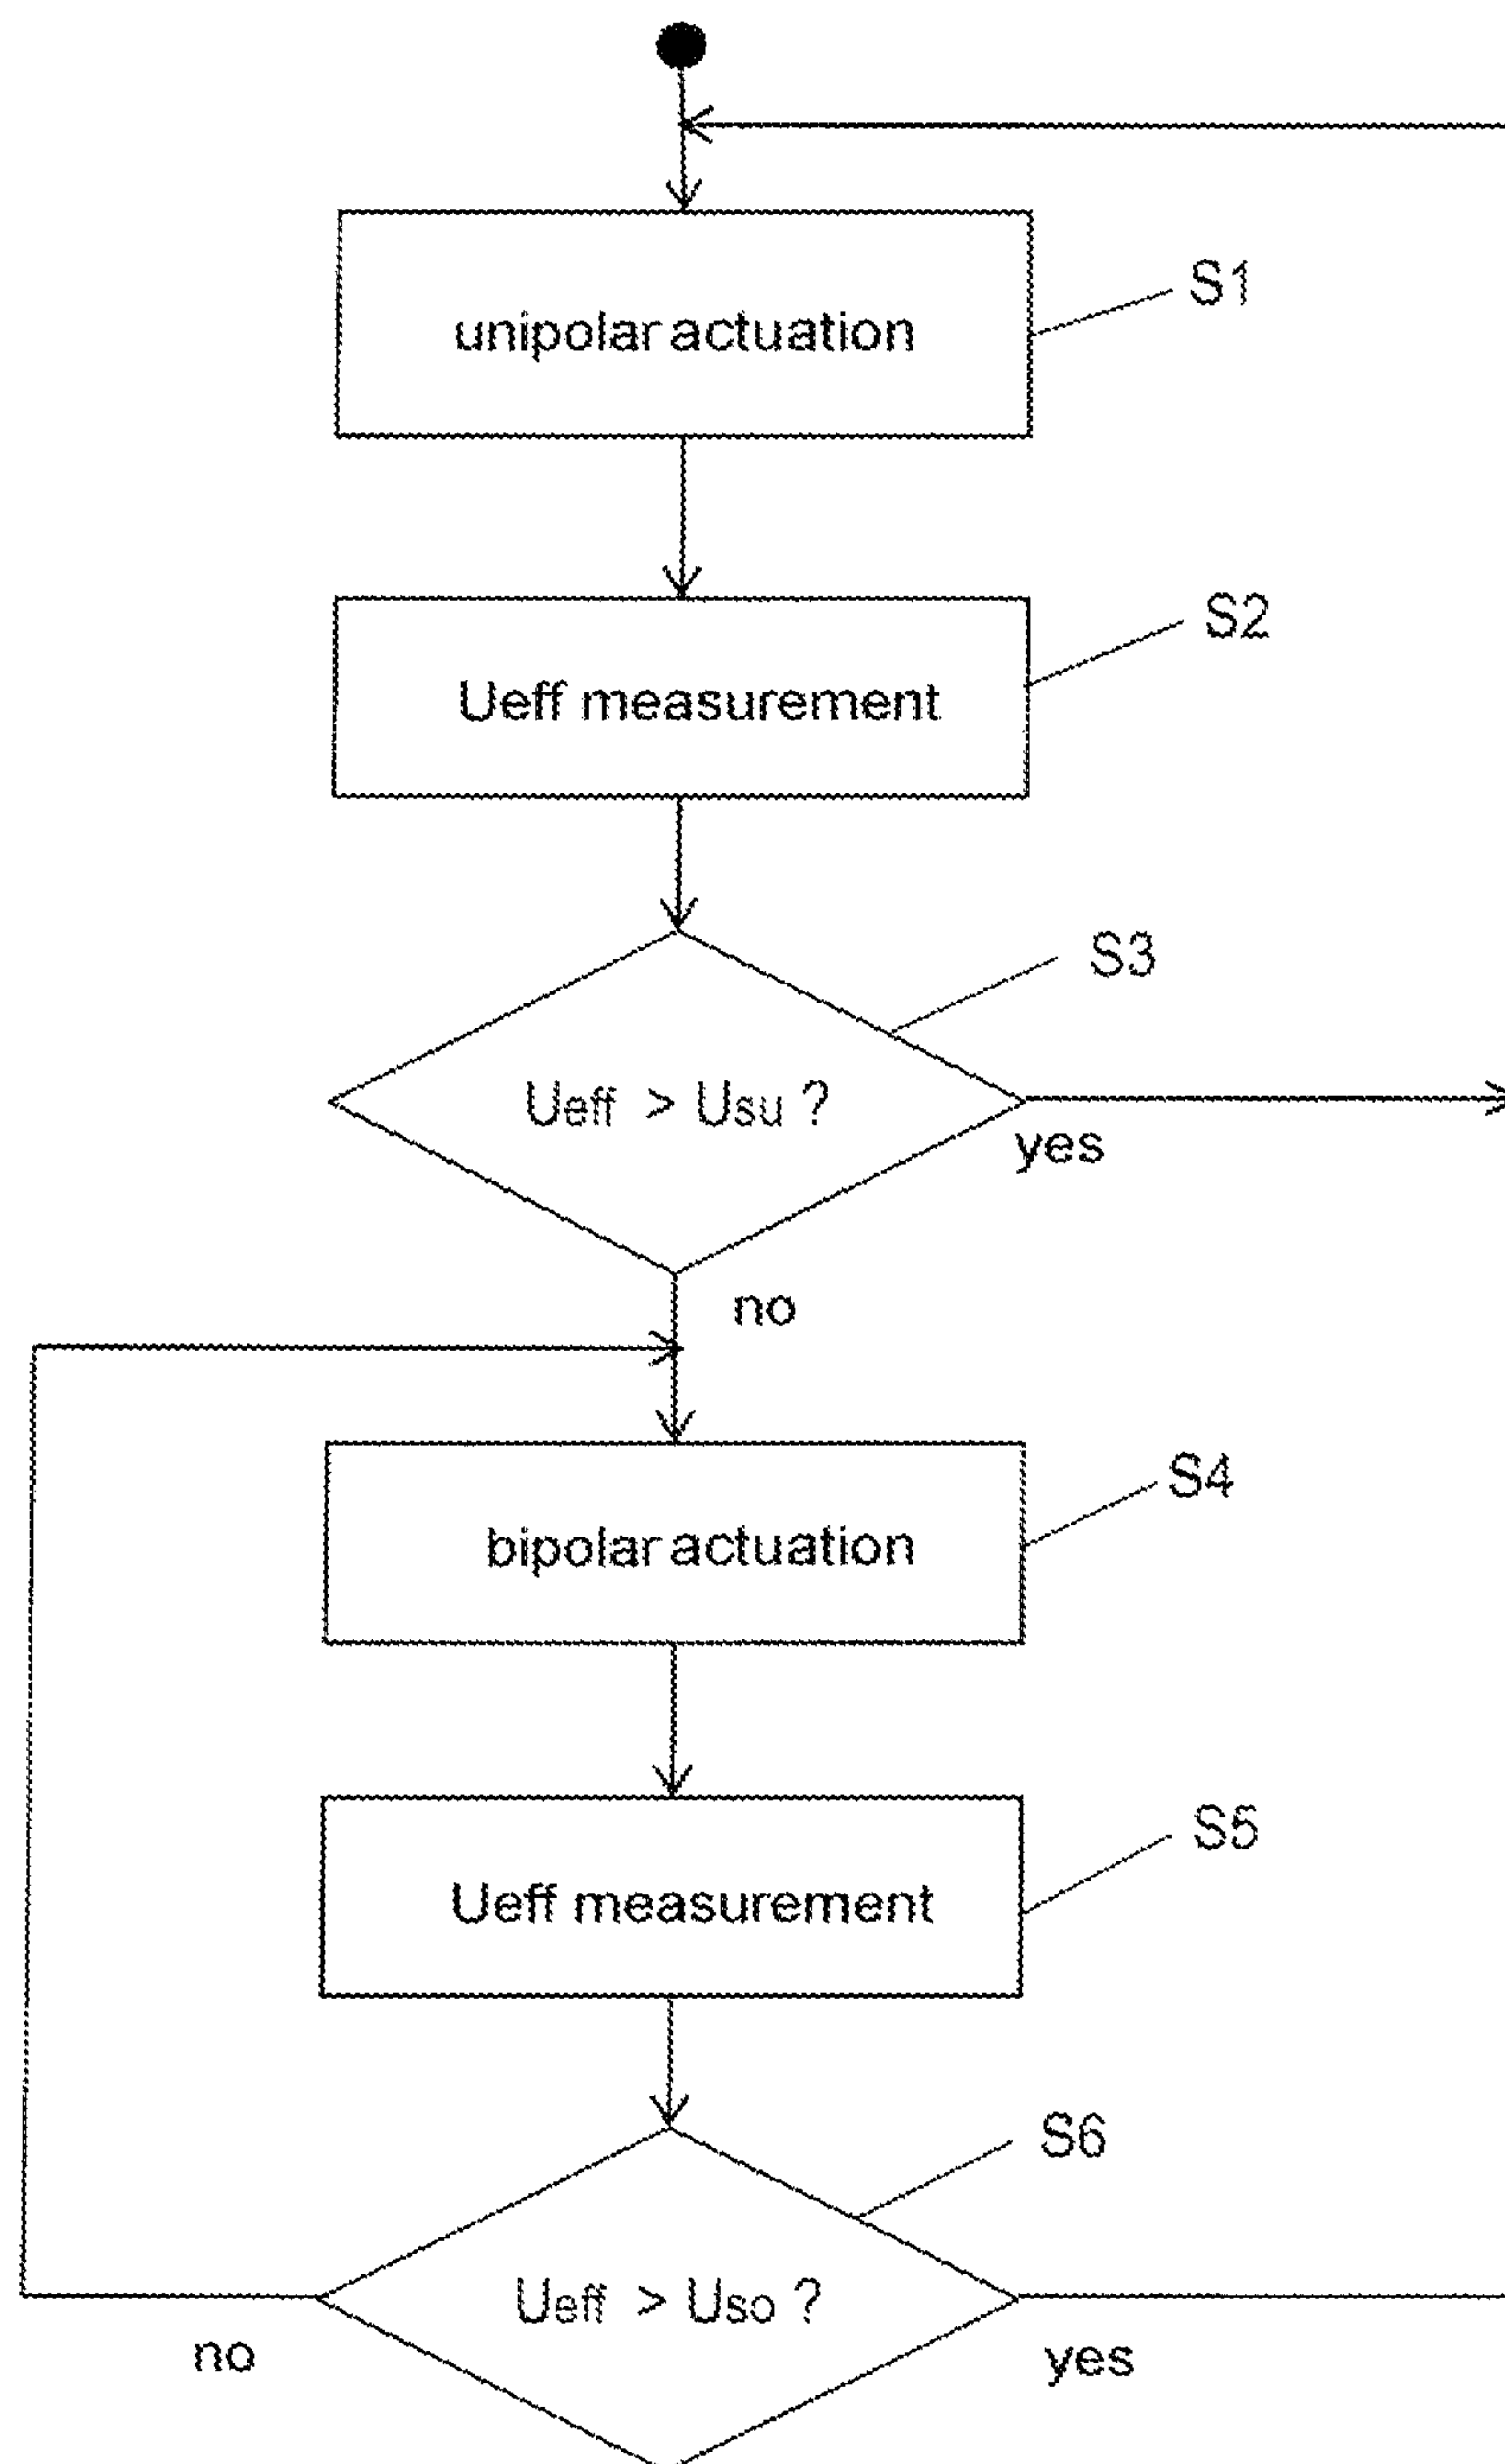 S1
unipolar actuation
S2
Ueff measurement
S3
Ueff > Usu ?
yes
no
S4
bipolar actuation
S5
Ueff measurement
S6
Ueff > Uso ?
no
yes